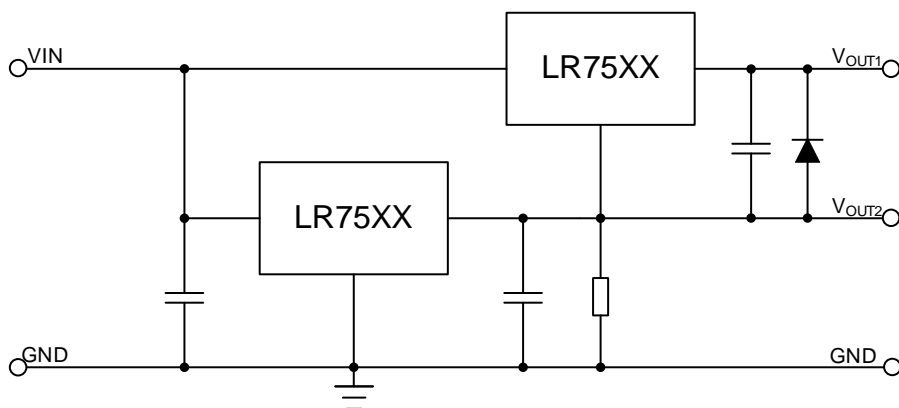 VIN
LR75XX
VOUT1
LR75XX
VOUT2
GND
GND